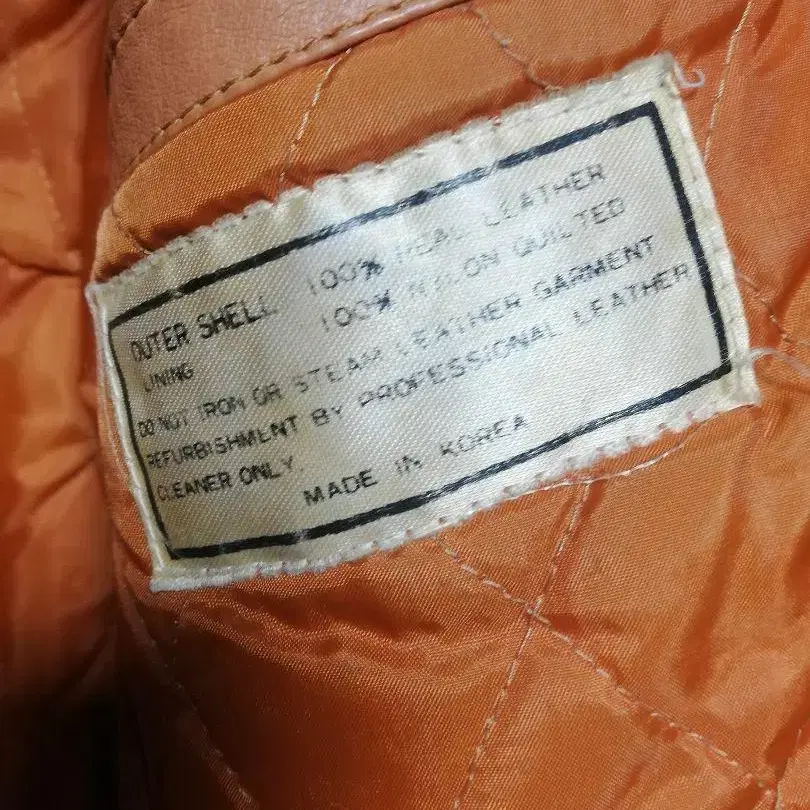 OUTER SHELL: 100% REAL LEATHER
LINING 100% NYLON QUILTED
DO NOT IRON OR STEAM LEATHER GARMENT
REFURBISHMENT BY PROFESSIONAL LEATHER
CLEANER ONLY.
MADE IN KOREA